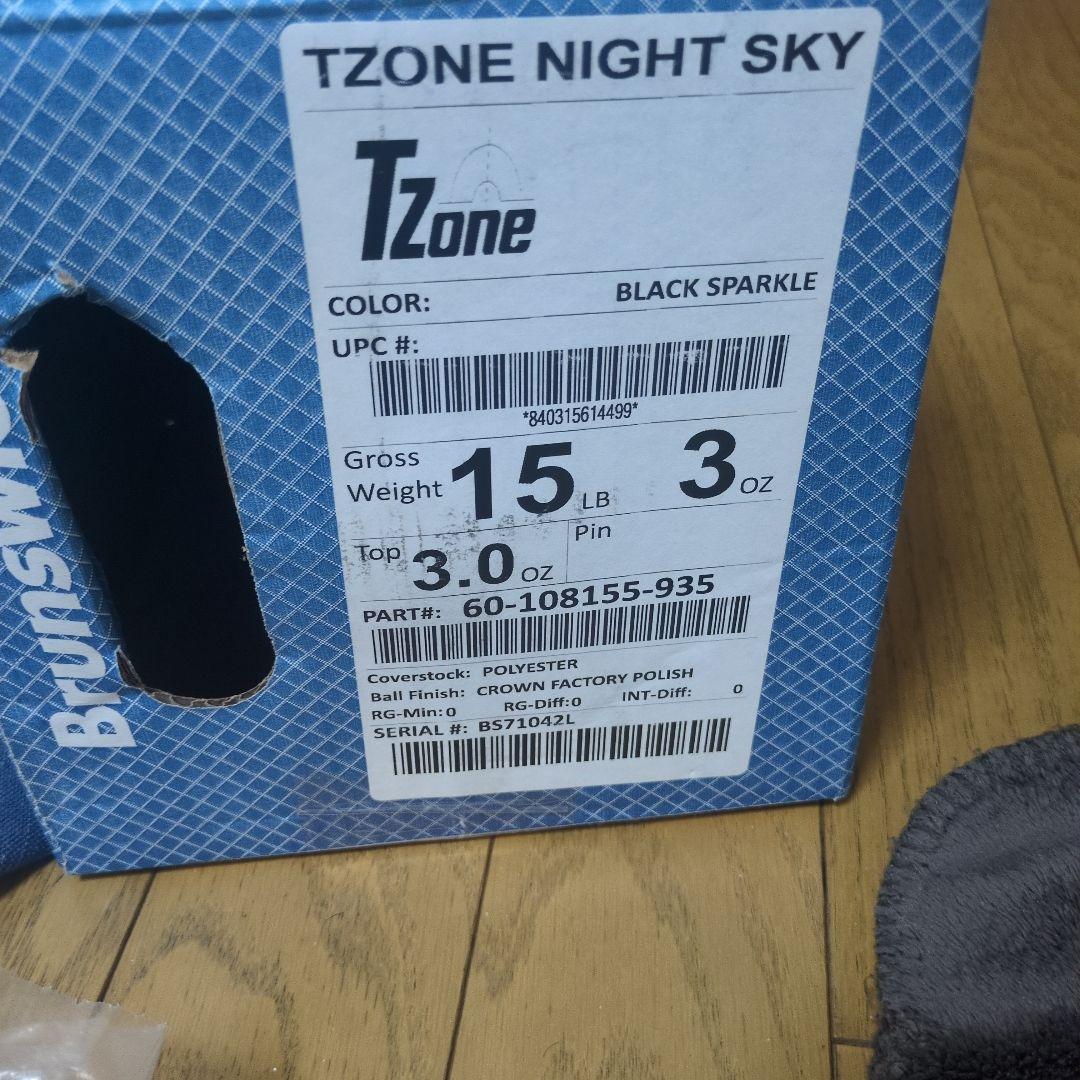 TZONE NIGHT SKY
TZone
COLOR: BLACK SPARKLE
UPC #:
*840315614499*
Gross Weight 15 LB 3 OZ
Top 3.0 OZ Pin
PART#: 60-108155-935
Coverstock: POLYESTER
Ball Finish: CROWN FACTORY POLISH
RG-Min: 0 RG-Diff: 0 INT-Diff: 0
SERIAL #: BS71042L
Brunswic